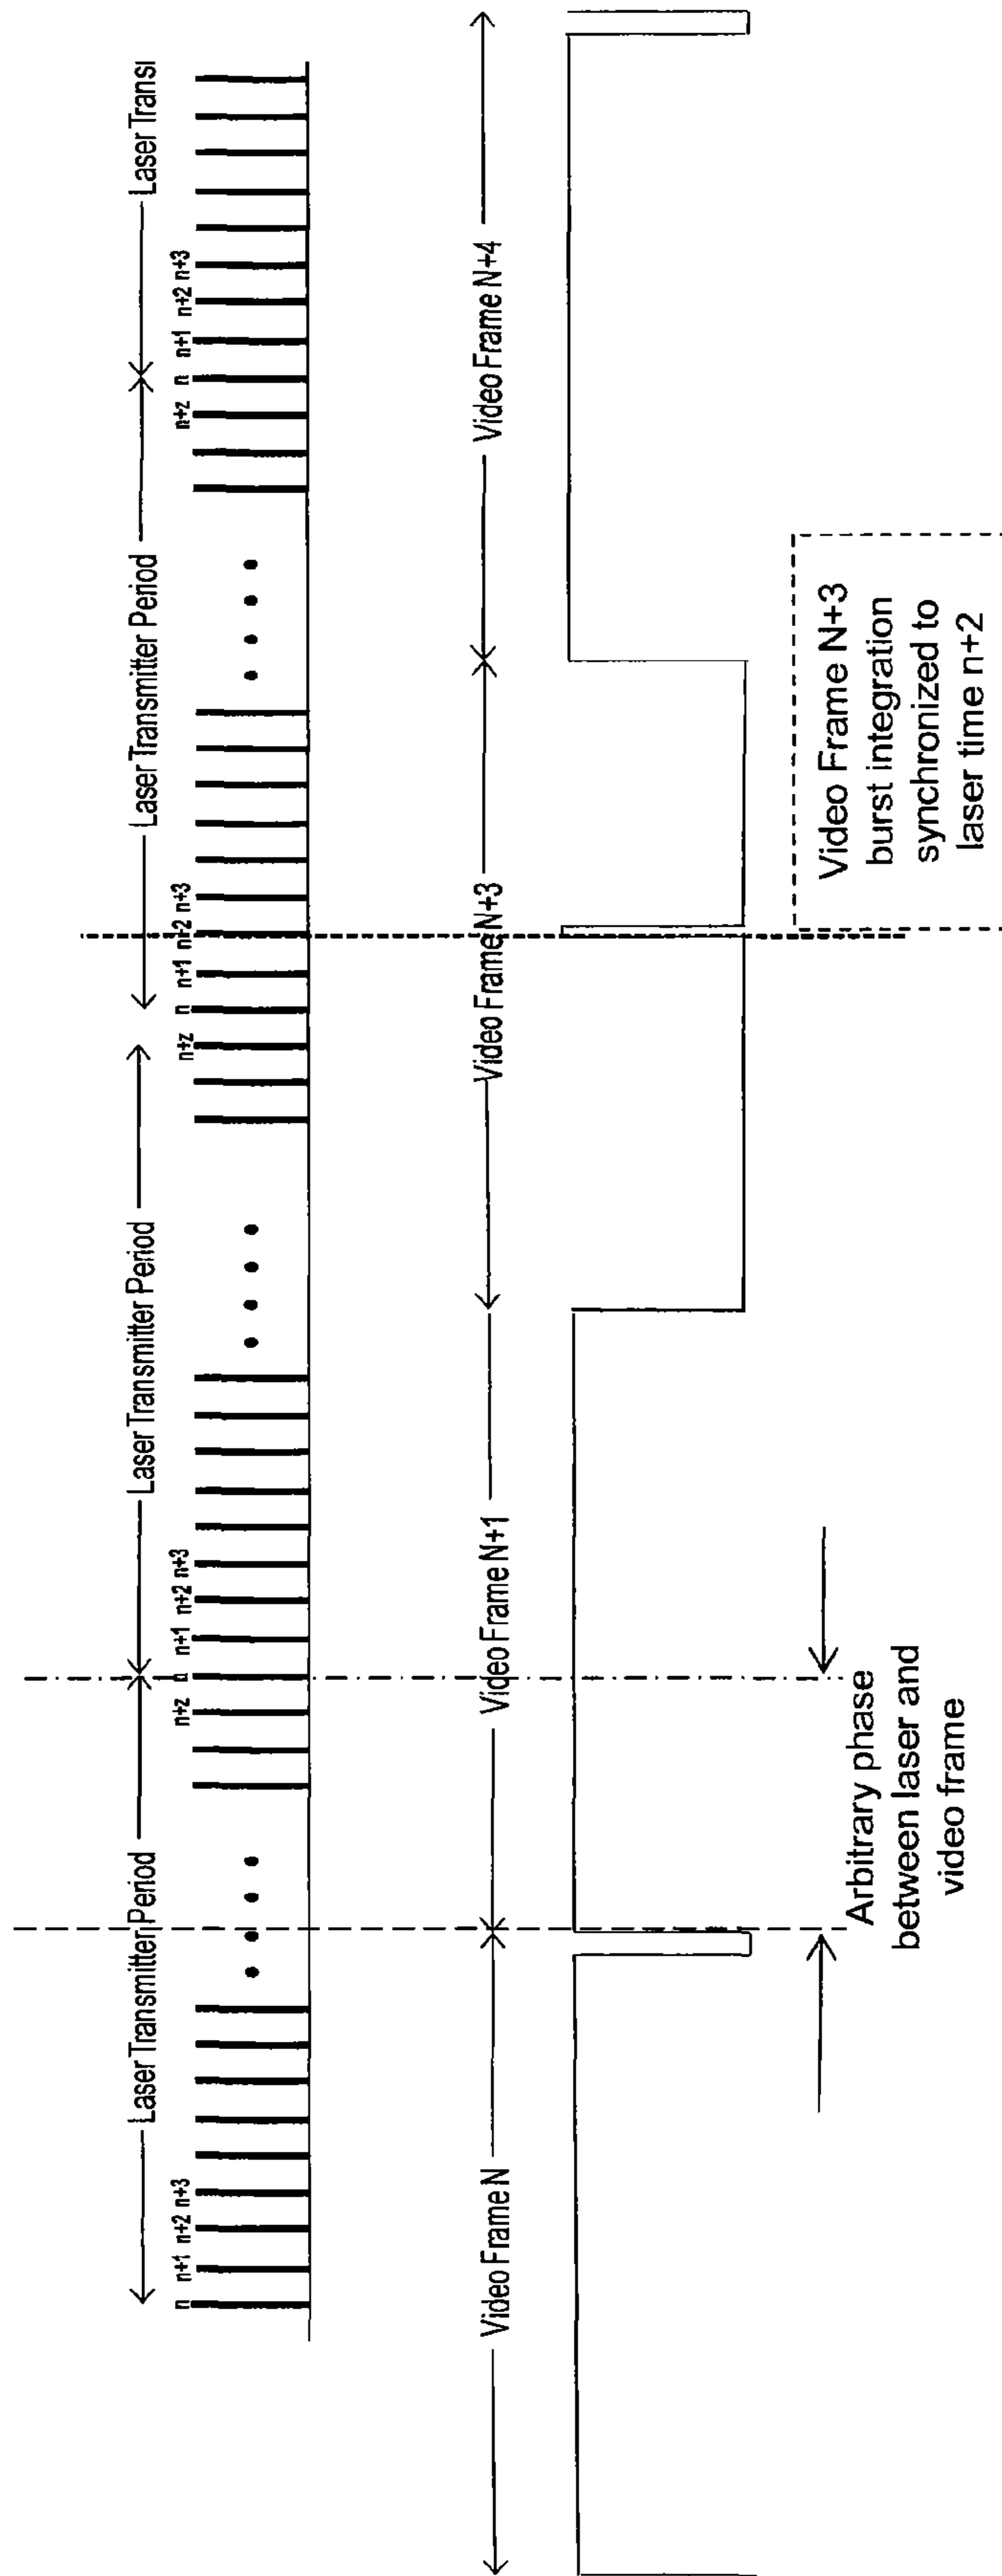 Laser Transmitter Period Laser Transmitter Period Laser Transmitter Period Laser Transi
n n+1 n+2 n+3 n+z n n+1 n+2 n+3 n+z n n+1 n+2 n+3 n+z n n+1 n+2 n+3
Video Frame N Video Frame N+1 Video Frame N+3 Video Frame N+4
Arbitrary phase
between laser and
video frame
Video Frame N+3
burst integration
synchronized to
laser time n+2